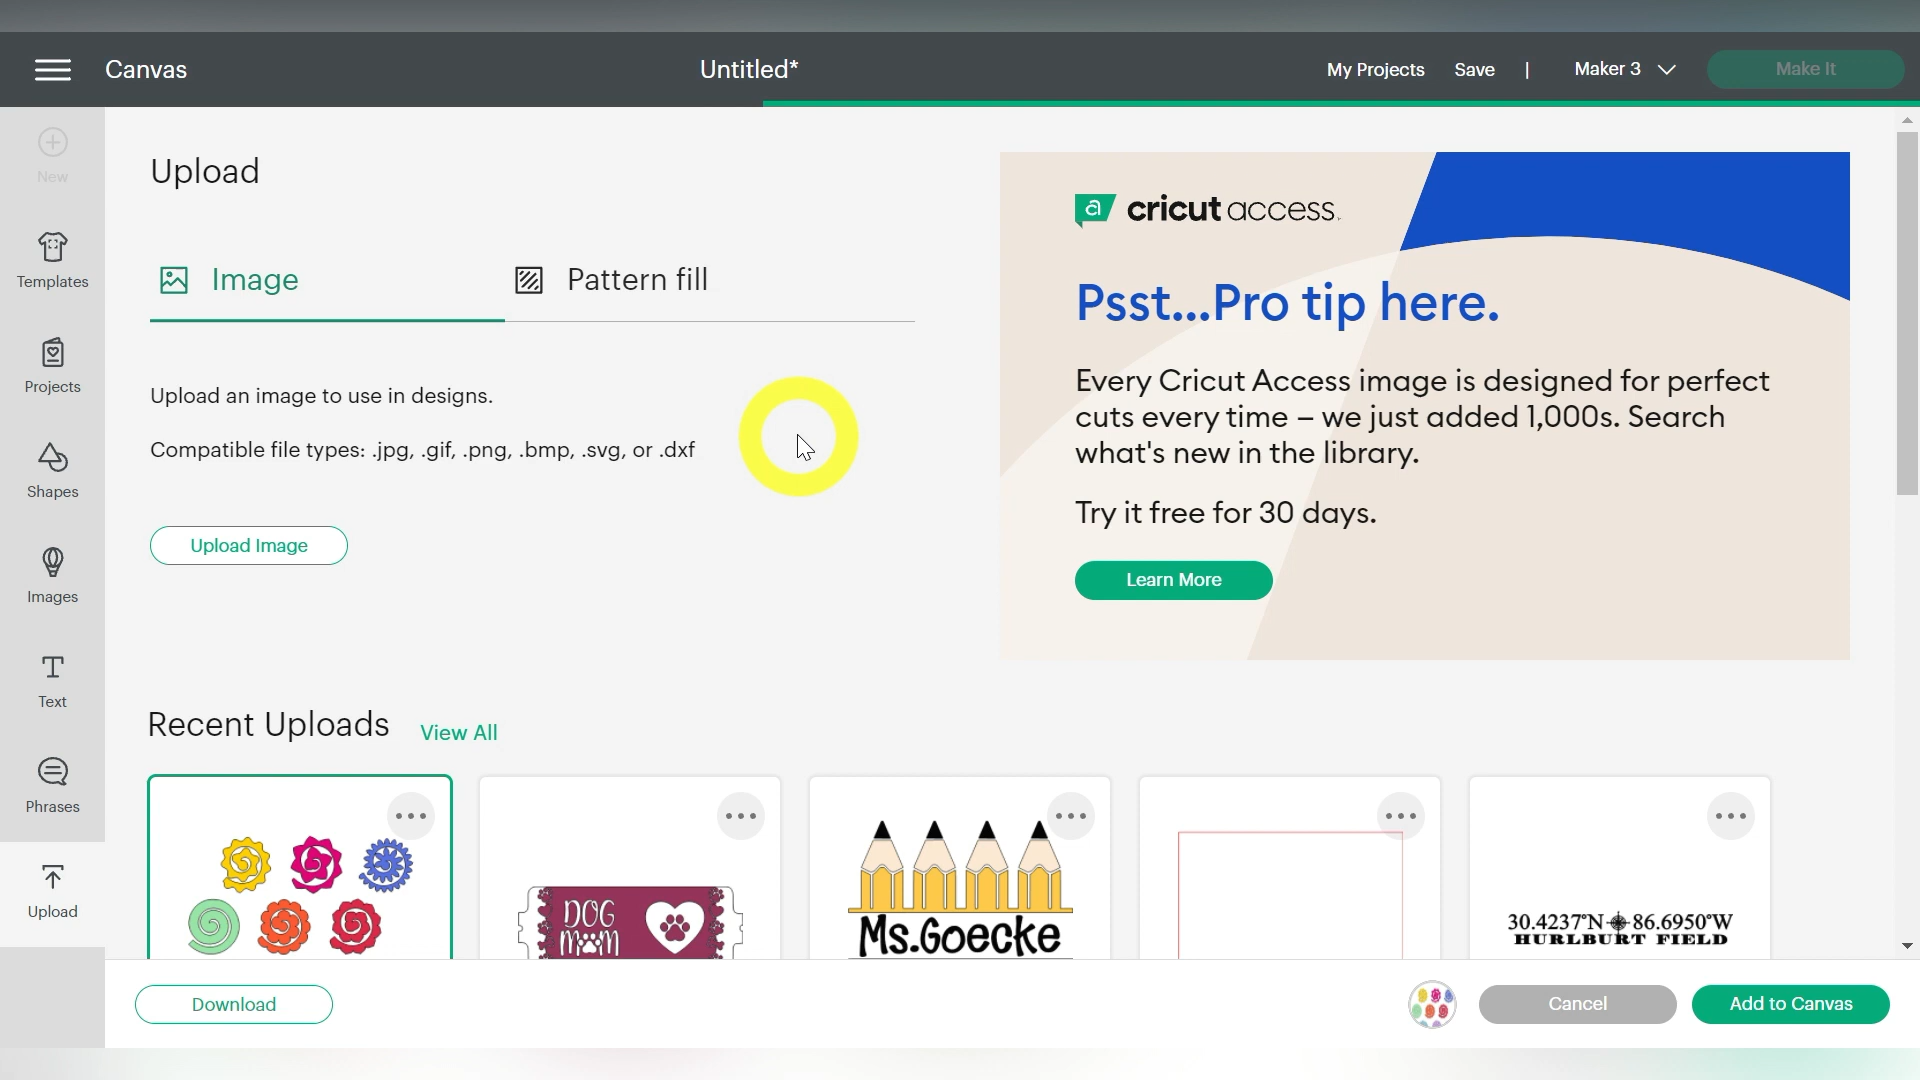 Canvas
Untitled*
My Projects
Save
|
Maker 3
Make It
New
Templates
Projects
Shapes
Images
Text
Phrases
Upload
Upload
Image
Pattern fill
Upload an image to use in designs.
Compatible file types: .jpg, .gif, .png, .bmp, .svg, or .dxf
Upload Image
cricut access
Psst...Pro tip here.
Every Cricut Access image is designed for perfect
cuts every time – we just added 1,000s. Search
what's new in the library.
Try it free for 30 days.
Learn More
Recent Uploads
View All
DOG
MOM
Ms.Goecke
30.4237°N 86.6950°W
HURLBURT FIELD
Download
Cancel
Add to Canvas